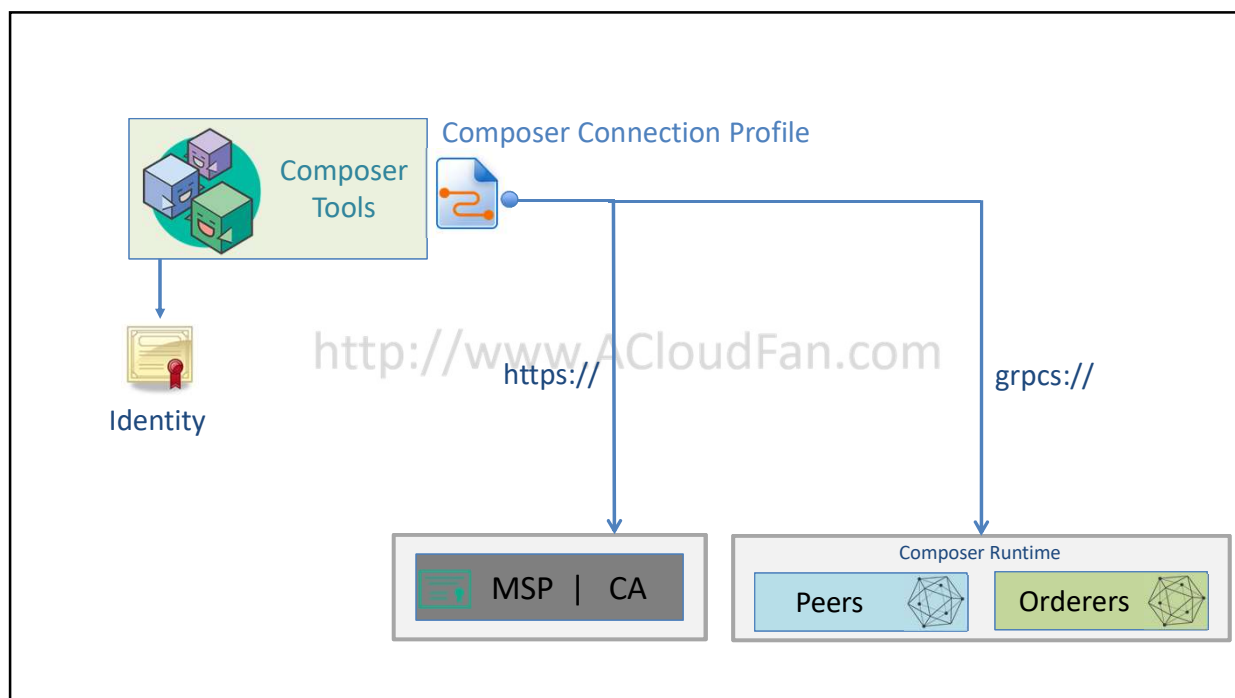 Composer Connection Profile
Composer
Tools
http://www.ACloudFan.com
https://
grpcs://
Identity
Composer Runtime
MSP | CA
Peers
Orderers